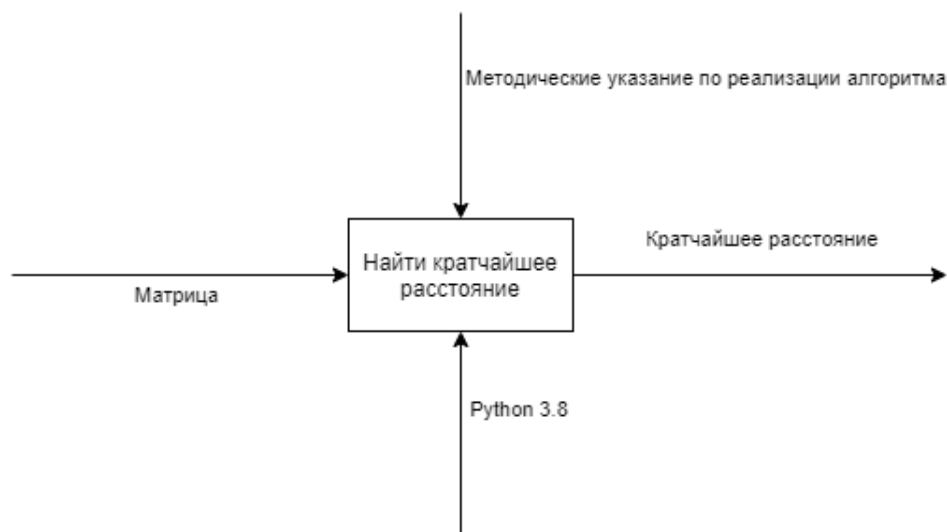 Методические указание по реализации алгоритма
Кратчайшее расстояние
Найти кратчайшее
расстояние
Матрица
Python 3.8